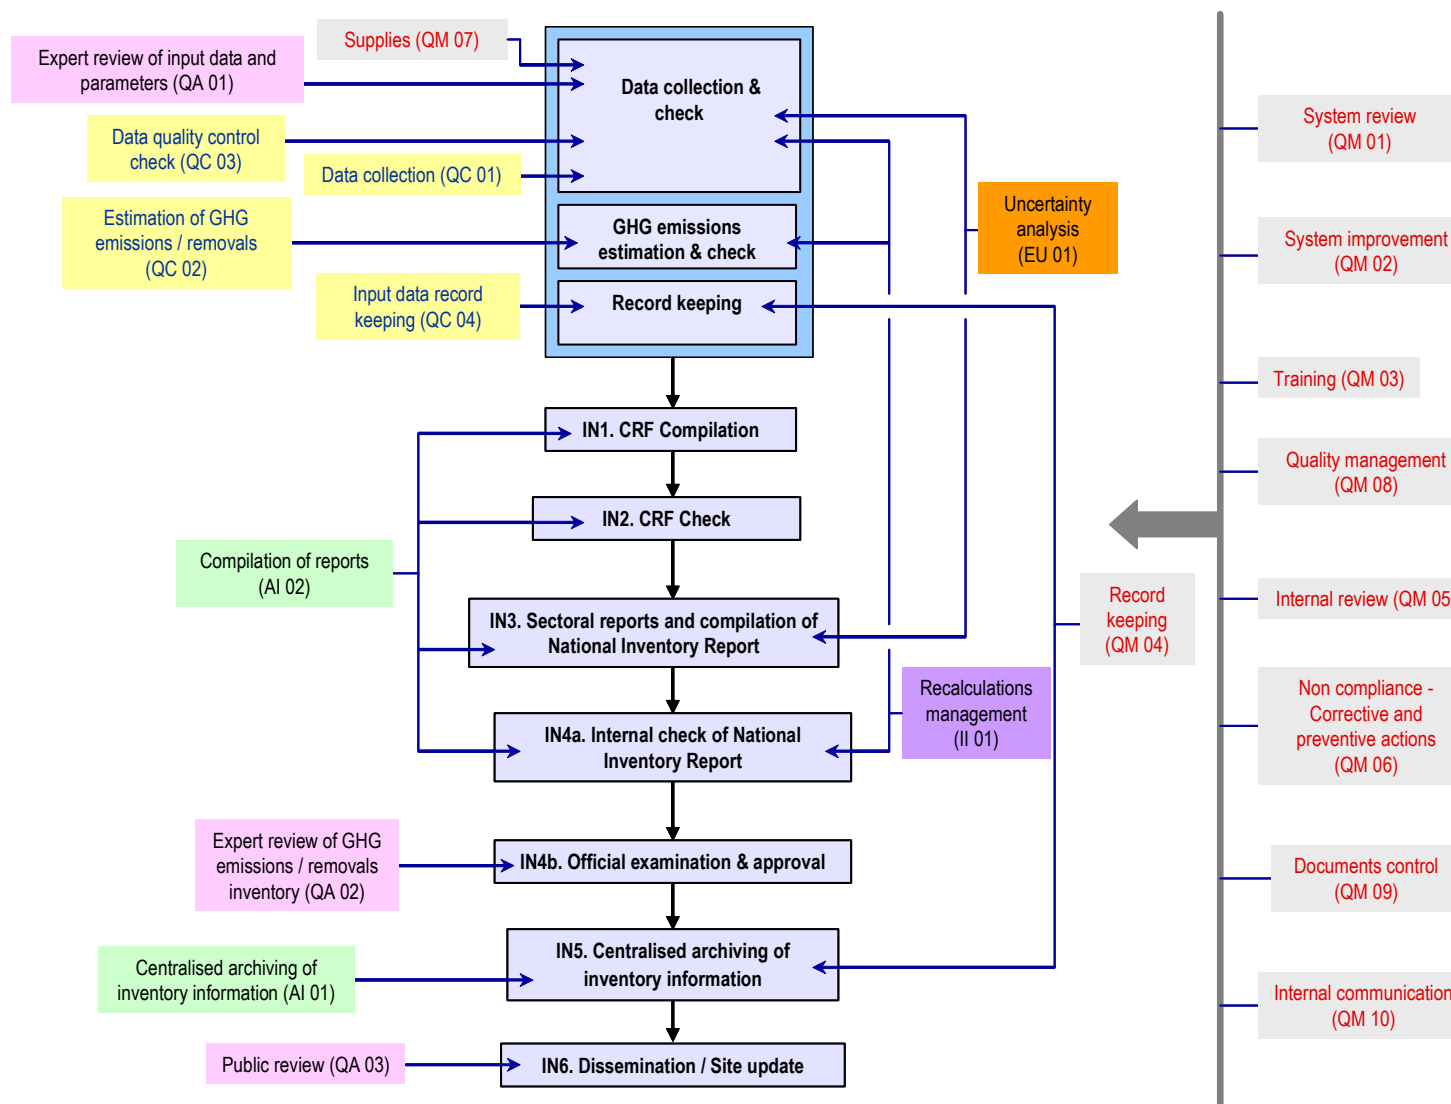 Supplies (QM 07)
Expert review of input data and
parameters (QA 01)
Data quality control
check (QC 03)
Data collection (QC 01)
Estimation of GHG
emissions / removals
(QC 02)
Input data record
keeping (QC 04)
Data collection &
check
GHG emissions
estimation & check
Record keeping
Uncertainty
analysis
(EU 01)
IN1. CRF Compilation
IN2. CRF Check
Compilation of reports
(AI 02)
IN3. Sectoral reports and compilation of
National Inventory Report
IN4a. Internal check of National
Inventory Report
Recalculations
management
(II 01)
Record
keeping
(QM 04)
Expert review of GHG
emissions / removals
inventory (QA 02)
IN4b. Official examination & approval
Centralised archiving of
inventory information (AI 01)
IN5. Centralised archiving of
inventory information
Public review (QA 03)
IN6. Dissemination / Site update
System review
(QM 01)
System improvement
(QM 02)
Training (QM 03)
Quality management
(QM 08)
Internal review (QM 05
Non compliance -
Corrective and
preventive actions
(QM 06)
Documents control
(QM 09)
Internal communication
(QM 10)